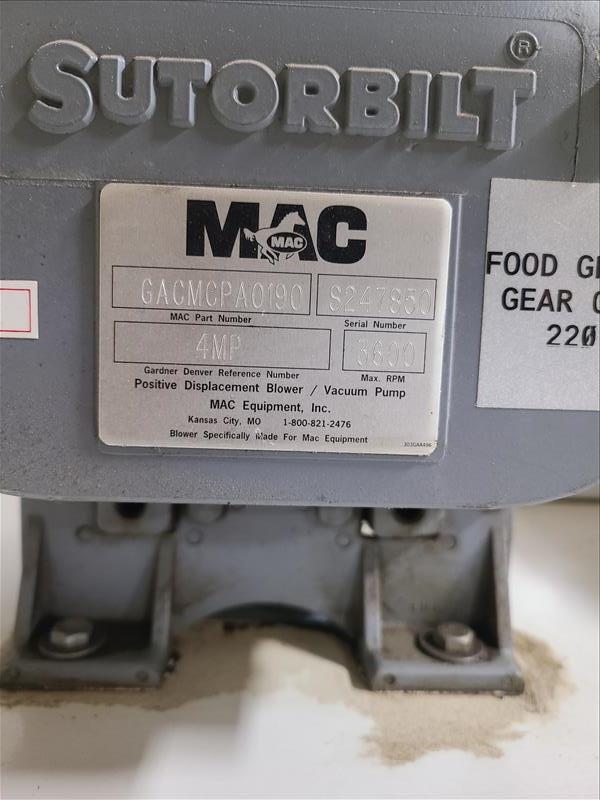 SUTORBILT ®
MAC
MAC
GACMCPA0190 S247850
MAC Part Number Serial Number
4MP 3600
Gardner Denver Reference Number Max. RPM
Positive Displacement Blower / Vacuum Pump
MAC Equipment, Inc.
Kansas City, MO 1-800-821-2476
Blower Specifically Made For Mac Equipment
FOOD
GEAR